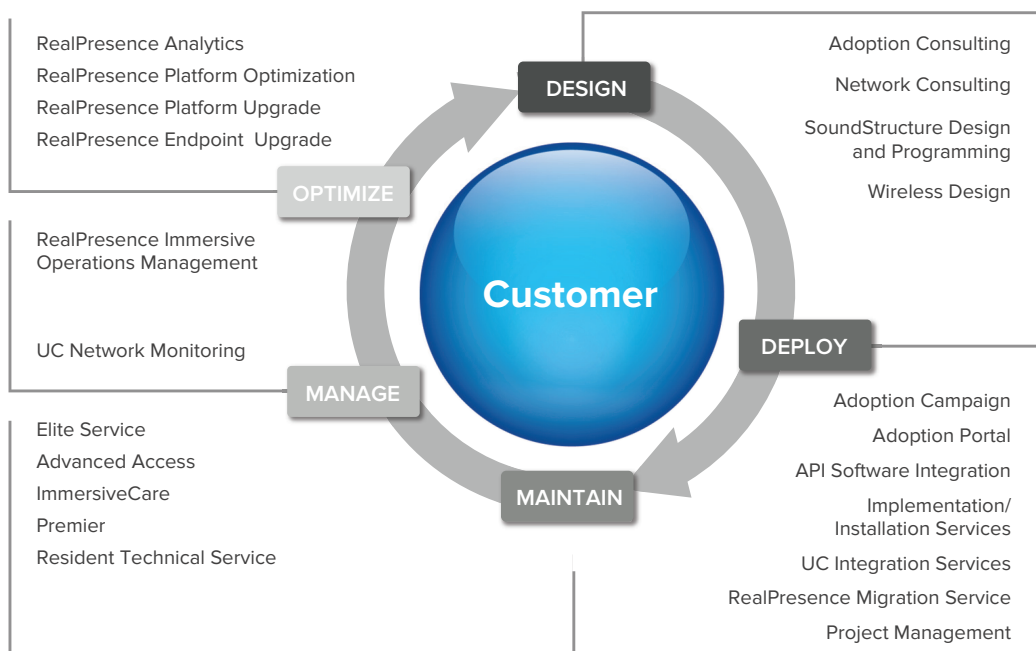 RealPresence Analytics
RealPresence Platform Optimization
RealPresence Platform Upgrade
RealPresence Endpoint Upgrade
OPTIMIZE
DESIGN
Adoption Consulting
Network Consulting
SoundStructure Design
and Programming
Wireless Design
RealPresence Immersive
Operations Management
UC Network Monitoring
MANAGE
Customer
DEPLOY
Adoption Campaign
Adoption Portal
API Software Integration
Implementation/
Installation Services
UC Integration Services
RealPresence Migration Service
Project Management
MAINTAIN
Elite Service
Advanced Access
ImmersiveCare
Premier
Resident Technical Service